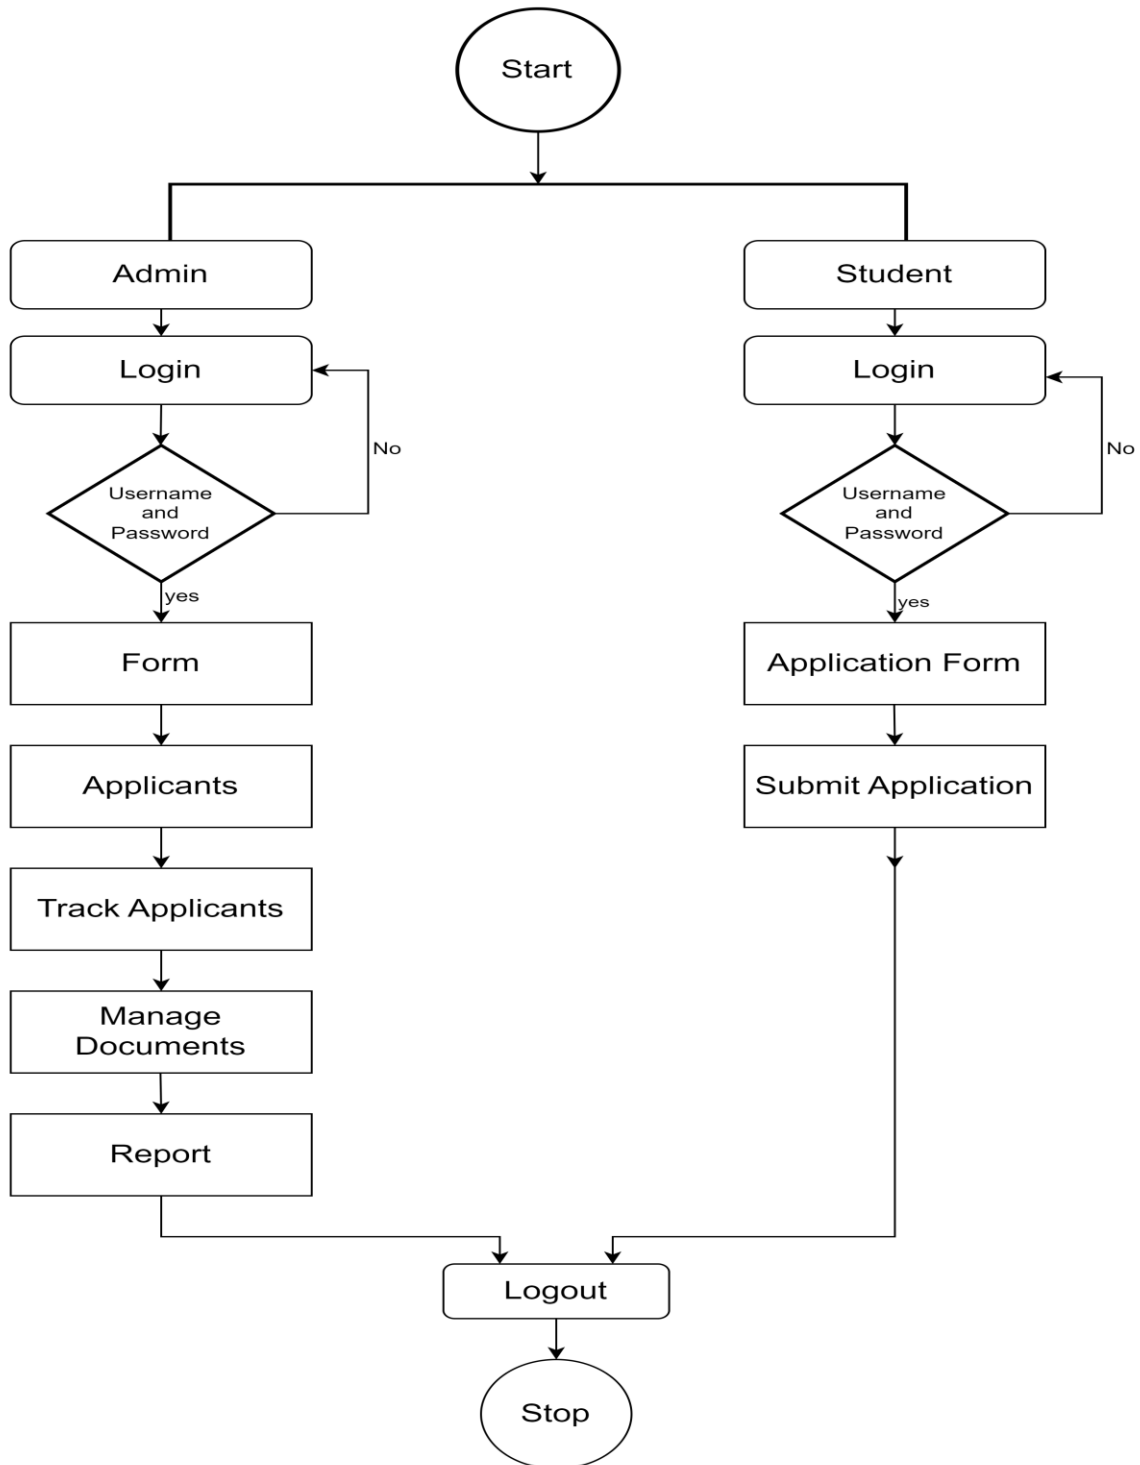 Start
Admin
Student
Login
Login
No
No
Username
and
Password
Username
and
Password
yes
yes
Form
Application Form
Applicants
Submit Application
Track Applicants
Manage
Documents
Report
Logout
Stop